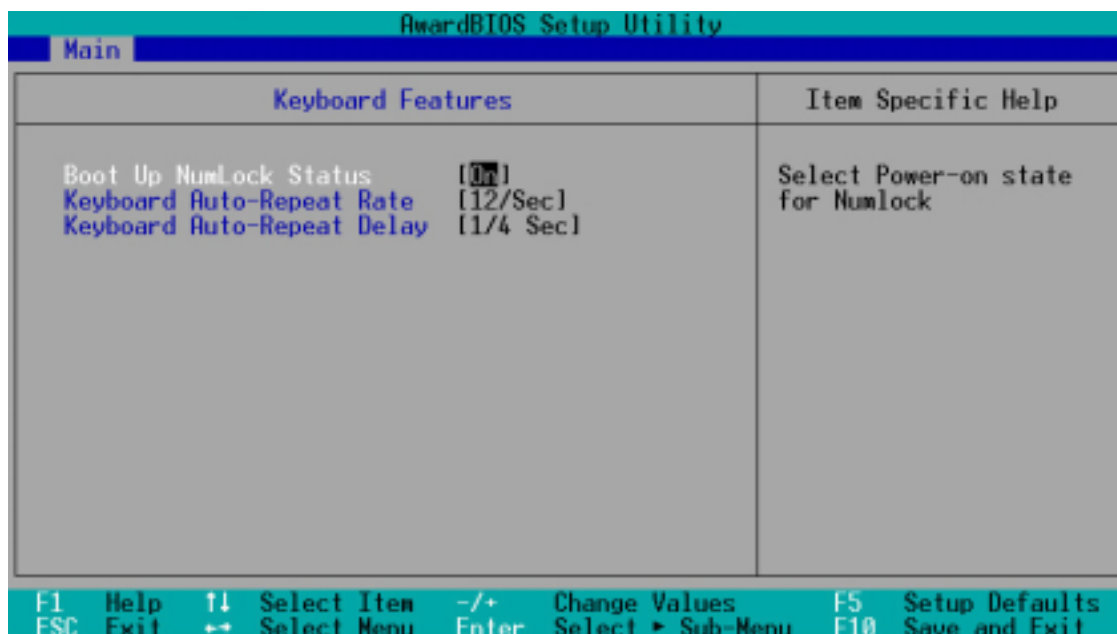 AwardBIOS Setup Utility
Main
Keyboard Features
Item Specific Help
Boot Up NumLock Status [On]
Keyboard Auto-Repeat Rate [12/Sec]
Keyboard Auto-Repeat Delay [1/4 Sec]
Select Power-on state
for Numlock
F1 Help ↑↓ Select Item -/+ Change Values F5 Setup Defaults
ESC Exit ←→ Select Menu Enter Select ► Sub-Menu F10 Save and Exit